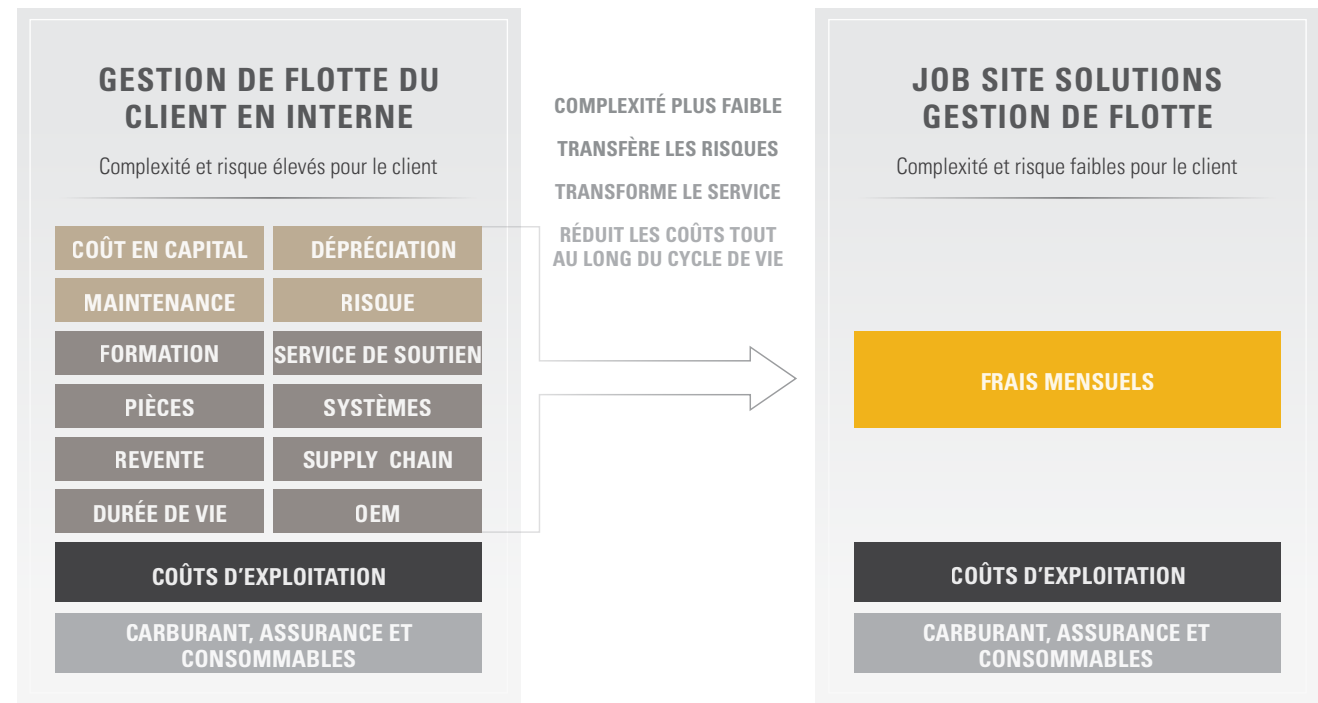 GESTION DE FLOTTE DU
CLIENT EN INTERNE
Complexité et risque élevés pour le client
COÛT EN CAPITAL
DÉPRÉCIATION
MAINTENANCE
RISQUE
FORMATION
SERVICE DE SOUTIEN
PIÈCES
SYSTÈMES
REVENTE
SUPPLY CHAIN
DURÉE DE VIE
OEM
COÛTS D'EXPLOITATION
CARBURANT, ASSURANCE ET
CONSOMMABLES
COMPLEXITÉ PLUS FAIBLE
TRANSFÈRE LES RISQUES
TRANSFORME LE SERVICE
RÉDUIT LES COÛTS TOUT
AU LONG DU CYCLE DE VIE
JOB SITE SOLUTIONS
GESTION DE FLOTTE
Complexité et risque faibles pour le client
FRAIS MENSUELS
COÛTS D'EXPLOITATION
CARBURANT, ASSURANCE ET
CONSOMMABLES